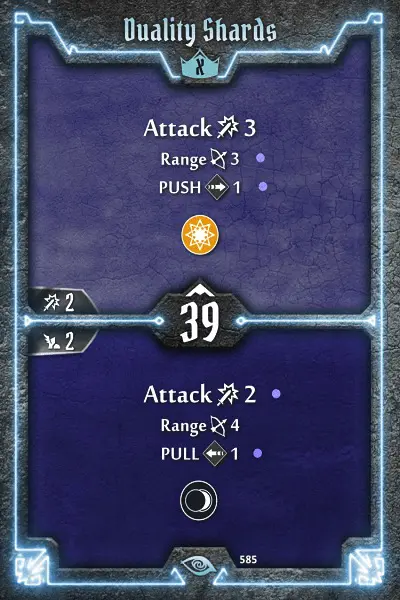 Duality Shards
X
Attack 3
Range 3
PUSH 1
2
39
2
Attack 2
Range 4
PULL 1
585